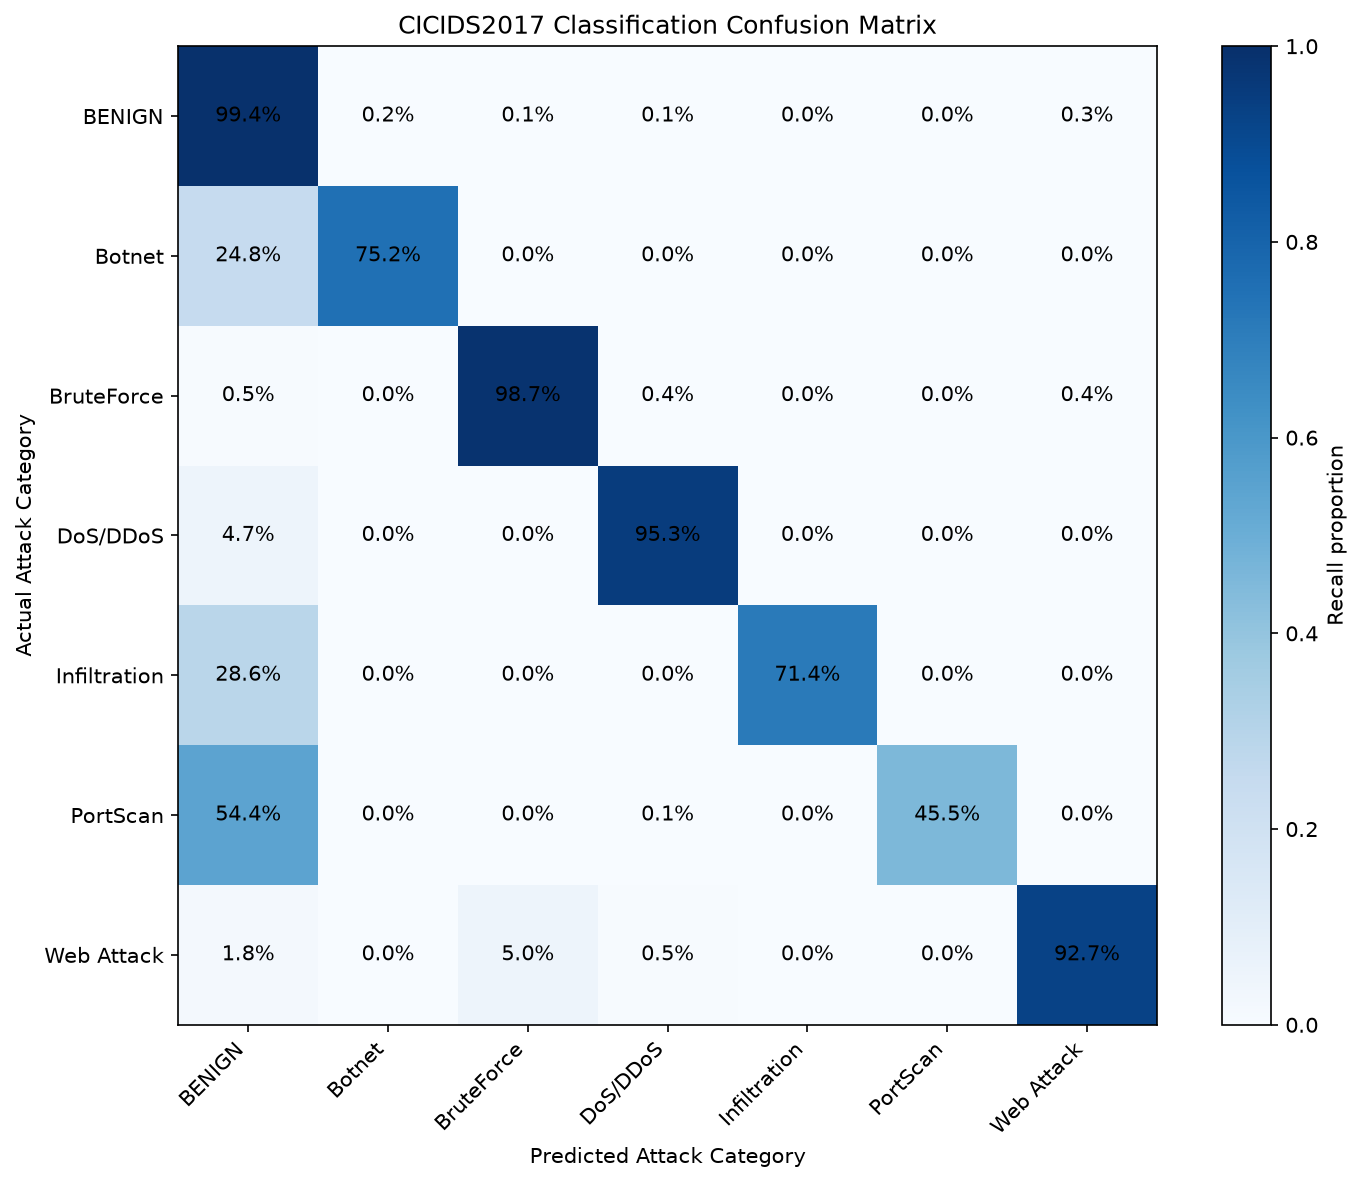 CICIDS2017 Classification Confusion Matrix
BENIGN 99.4% 0.2% 0.1% 0.1% 0.0% 0.0% 0.3%
Botnet 24.8% 75.2% 0.0% 0.0% 0.0% 0.0% 0.0%
BruteForce 0.5% 0.0% 98.7% 0.4% 0.0% 0.0% 0.4%
DoS/DDoS 4.7% 0.0% 0.0% 95.3% 0.0% 0.0% 0.0%
Infiltration 28.6% 0.0% 0.0% 0.0% 71.4% 0.0% 0.0%
PortScan 54.4% 0.0% 0.0% 0.1% 0.0% 45.5% 0.0%
Web Attack 1.8% 0.0% 5.0% 0.5% 0.0% 0.0% 92.7%
Actual Attack Category
BENIGN Botnet BruteForce DoS/DDoS Infiltration PortScan Web Attack
Predicted Attack Category
1.0
0.8
0.6
0.4
0.2
0.0
Recall proportion